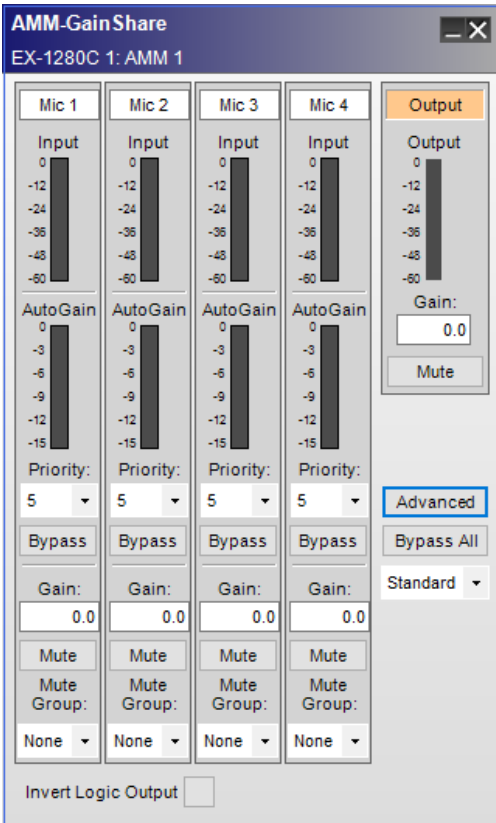 AMM-GainShare
EX-1280C 1: AMM 1
Mic 1 Mic 2 Mic 3 Mic 4 Output
Input Input Input Input Output
0 0 0 0 0
-12 -12 -12 -12 -12
-24 -24 -24 -24 -24
-36 -36 -36 -36 -36
-48 -48 -48 -48 -48
-60 -60 -60 -60 -60
AutoGain AutoGain AutoGain AutoGain Gain:
0 0 0 0 0.0
-3 -3 -3 -3
-6 -6 -6 -6 Mute
-9 -9 -9 -9
-12 -12 -12 -12
-15 -15 -15 -15
Priority: Priority: Priority: Priority:
5 5 5 5 Advanced
Bypass Bypass Bypass Bypass Bypass All
Gain: Gain: Gain: Gain: Standard
0.0 0.0 0.0 0.0
Mute Mute Mute Mute
Mute Mute Mute Mute
Group: Group: Group: Group:
None None None None
Invert Logic Output